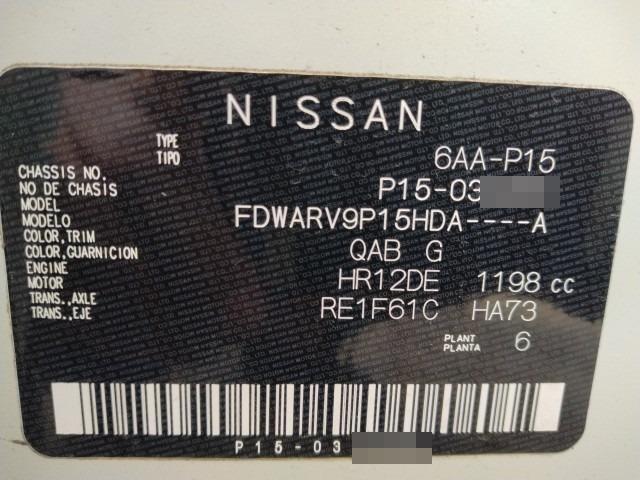 NISSAN
TYPE
TIPO 6AA-P15
CHASSIS NO.
NO DE CHASIS P15-03
MODEL
MODELO FDWARV9P15HDA----A
COLOR,TRIM
COLOR,GUARNICION QAB G
ENGINE
MOTOR HR12DE 1198 cc
TRANS.,AXLE
TRANS.,EJE RE1F61C HA73
PLANT
PLANTA 6
P15-03